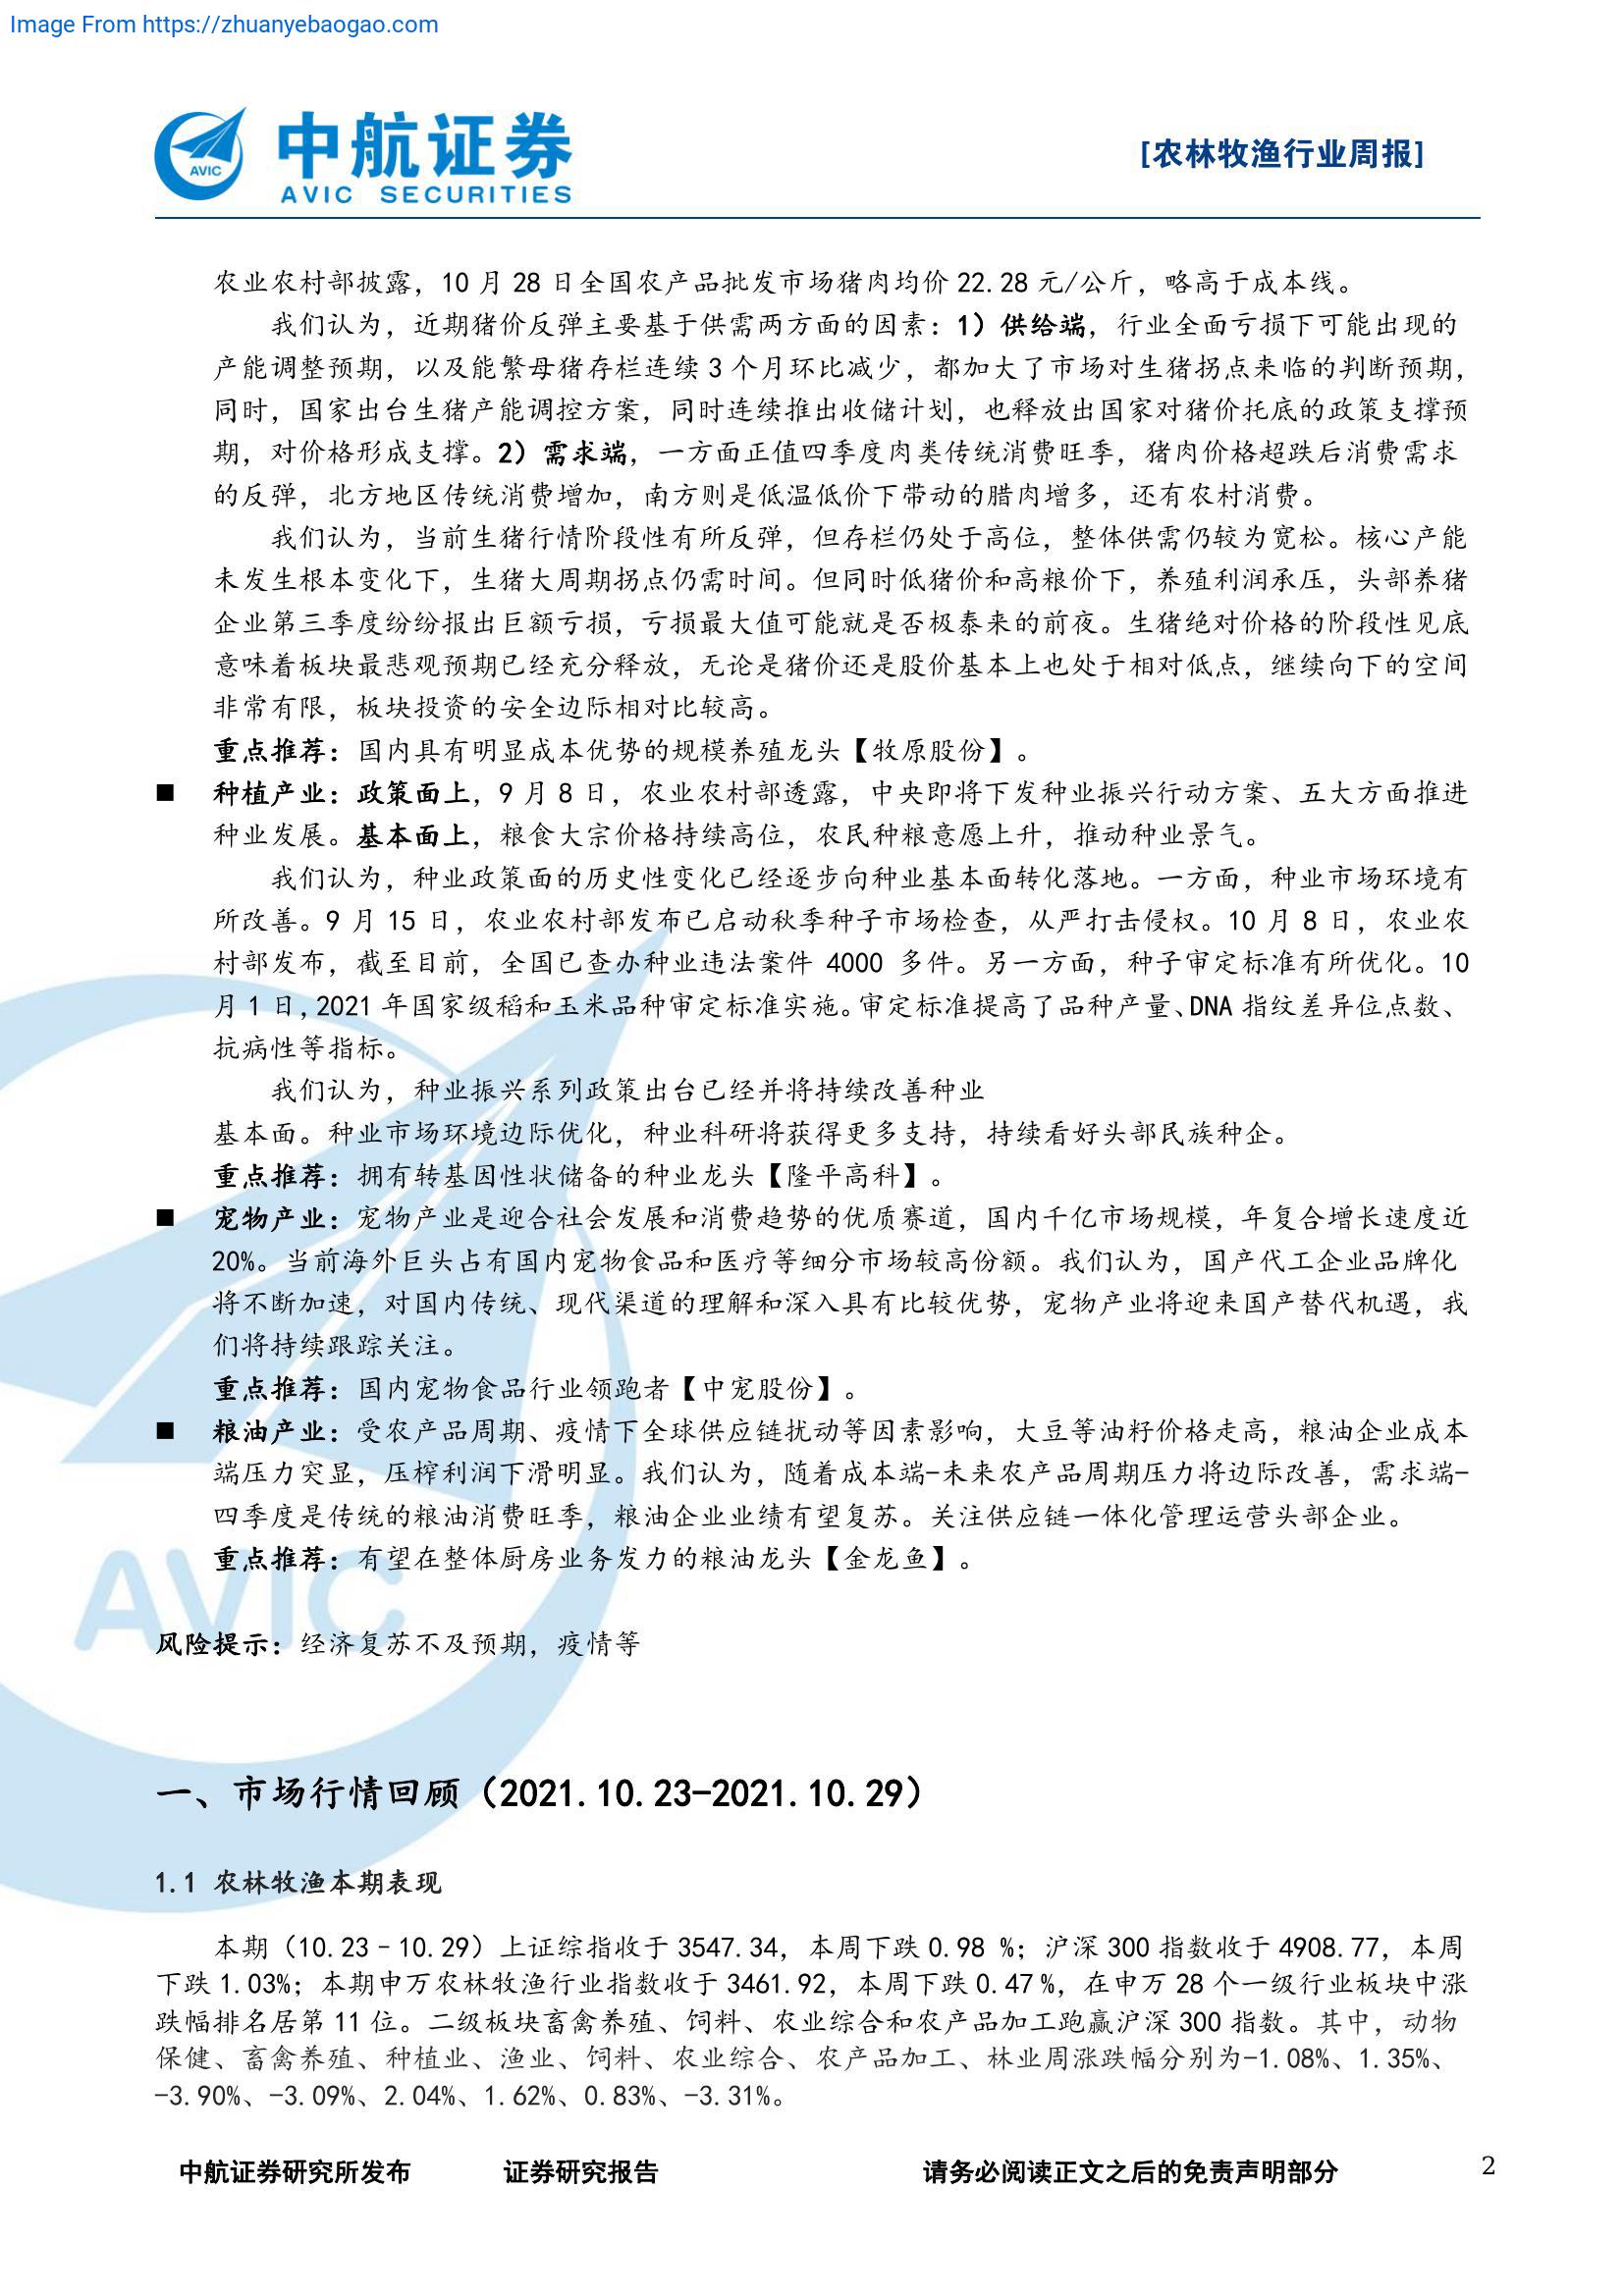 Image From https://zhuanyebaogao.com
AVIC
中航证券
AVIC SECURITIES
[农林牧渔行业周报]
农业农村部披露，10 月 28 日全国农产品批发市场猪肉均价 22.28 元/公斤，略高于成本线。
我们认为，近期猪价反弹主要基于供需两方面的因素：1）供给端，行业全面亏损下可能出现的
产能调整预期，以及能繁母猪存栏连续 3 个月环比减少，都加大了市场对生猪拐点来临的判断预期，
同时，国家出台生猪产能调控方案，同时连续推出收储计划，也释放出国家对猪价托底的政策支撑预
期，对价格形成支撑。2）需求端，一方面正值四季度肉类传统消费旺季，猪肉价格超跌后消费需求
的反弹，北方地区传统消费增加，南方则是低温低价下带动的腊肉增多，还有农村消费。
我们认为，当前生猪行情阶段性有所反弹，但存栏仍处于高位，整体供需仍较为宽松。核心产能
未发生根本变化下，生猪大周期拐点仍需时间。但同时低猪价和高粮价下，养殖利润承压，头部养猪
企业第三季度纷纷报出巨额亏损，亏损最大值可能就是否极泰来的前夜。生猪绝对价格的阶段性见底
意味着板块最悲观预期已经充分释放，无论是猪价还是股价基本上也处于相对低点，继续向下的空间
非常有限，板块投资的安全边际相对比较高。
重点推荐：国内具有明显成本优势的规模养殖龙头【牧原股份】。
■ 种植产业：政策面上，9 月 8 日，农业农村部透露，中央即将下发种业振兴行动方案、五大方面推进
种业发展。基本面上，粮食大宗价格持续高位，农民种粮意愿上升，推动种业景气。
我们认为，种业政策面的历史性变化已经逐步向种业基本面转化落地。一方面，种业市场环境有
所改善。9 月 15 日，农业农村部发布已启动秋季种子市场检查，从严打击侵权。10 月 8 日，农业农
村部发布，截至目前，全国已查办种业违法案件 4000 多件。另一方面，种子审定标准有所优化。10
月 1 日,2021 年国家级稻和玉米品种审定标准实施。审定标准提高了品种产量、DNA 指纹差异位点数、
抗病性等指标。
我们认为，种业振兴系列政策出台已经并将持续改善种业
基本面。种业市场环境边际优化，种业科研将获得更多支持，持续看好头部民族种企。
重点推荐：拥有转基因性状储备的种业龙头【隆平高科】。
■ 宠物产业：宠物产业是迎合社会发展和消费趋势的优质赛道，国内千亿市场规模，年复合增长速度近
20%。当前海外巨头占有国内宠物食品和医疗等细分市场较高份额。我们认为，国产代工企业品牌化
将不断加速，对国内传统、现代渠道的理解和深入具有比较优势，宠物产业将迎来国产替代机遇，我
们将持续跟踪关注。
重点推荐：国内宠物食品行业领跑者【中宠股份】。
■ 粮油产业：受农产品周期、疫情下全球供应链扰动等因素影响，大豆等油籽价格走高，粮油企业成本
端压力突显，压榨利润下滑明显。我们认为，随着成本端-未来农产品周期压力将边际改善，需求端-
四季度是传统的粮油消费旺季，粮油企业业绩有望复苏。关注供应链一体化管理运营头部企业。
重点推荐：有望在整体厨房业务发力的粮油龙头【金龙鱼】。
AVIC
风险提示：经济复苏不及预期，疫情等
一、市场行情回顾（2021.10.23-2021.10.29）
1.1 农林牧渔本期表现
本期（10.23–10.29）上证综指收于 3547.34，本周下跌 0.98 %；沪深 300 指数收于 4908.77，本周
下跌 1.03%；本期申万农林牧渔行业指数收于 3461.92，本周下跌 0.47 %，在申万 28 个一级行业板块中涨
跌幅排名居第 11 位。二级板块畜禽养殖、饲料、农业综合和农产品加工跑赢沪深 300 指数。其中，动物
保健、畜禽养殖、种植业、渔业、饲料、农业综合、农产品加工、林业周涨跌幅分别为-1.08%、1.35%、
-3.90%、-3.09%、2.04%、1.62%、0.83%、-3.31%。
中航证券研究所发布 证券研究报告 请务必阅读正文之后的免责声明部分 2